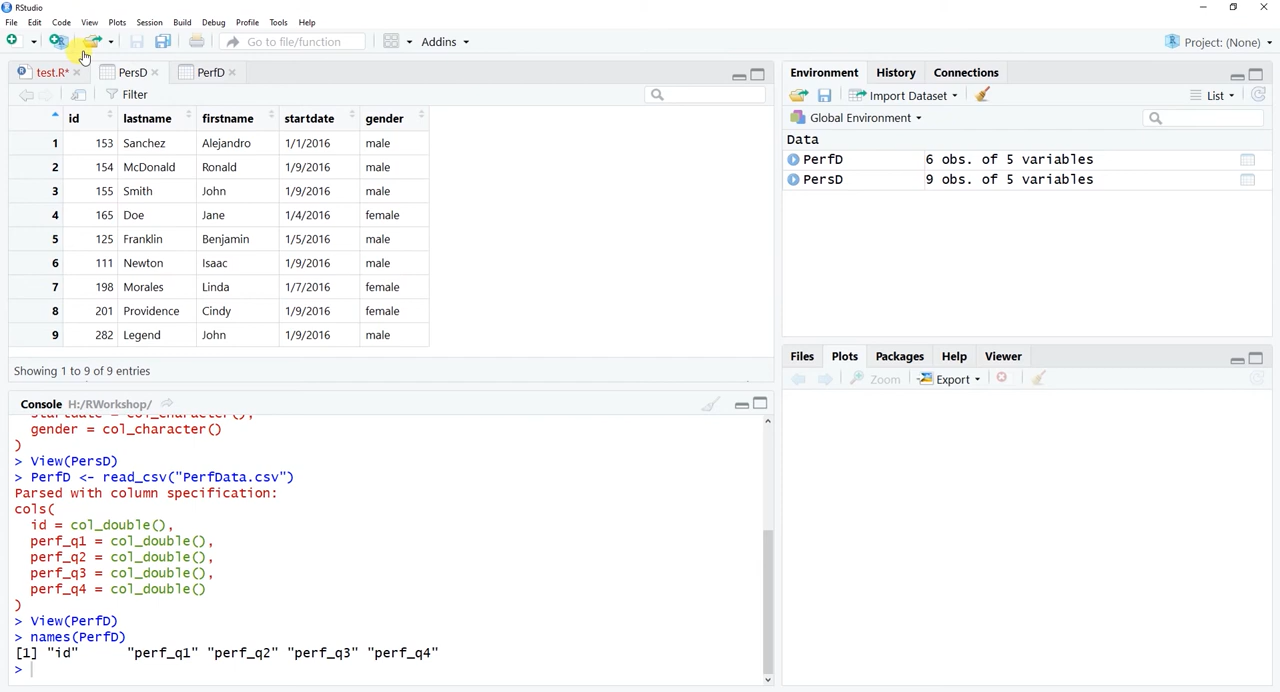 RStudio
File Edit Code View Plots Session Build Debug Profile Tools Help
Go to file/function Addins Project: (None)
test.R* PersD PerfD
Filter
id lastname firstname startdate gender
1 153 Sanchez Alejandro 1/1/2016 male
2 154 McDonald Ronald 1/9/2016 male
3 155 Smith John 1/9/2016 male
4 165 Doe Jane 1/4/2016 female
5 125 Franklin Benjamin 1/5/2016 male
6 111 Newton Isaac 1/9/2016 male
7 198 Morales Linda 1/7/2016 female
8 201 Providence Cindy 1/9/2016 female
9 282 Legend John 1/9/2016 male
Showing 1 to 9 of 9 entries
Console H:/RWorkshop/
startdate = col_character(),
gender = col_character()
)
> View(PersD)
> PerfD <- read_csv("PerfData.csv")
Parsed with column specification:
cols(
id = col_double(),
perf_q1 = col_double(),
perf_q2 = col_double(),
perf_q3 = col_double(),
perf_q4 = col_double()
)
> View(PerfD)
> names(PerfD)
[1] "id" "perf_q1" "perf_q2" "perf_q3" "perf_q4"
>
Environment History Connections
Import Dataset List
Global Environment
Data
PerfD 6 obs. of 5 variables
PersD 9 obs. of 5 variables
Files Plots Packages Help Viewer
Zoom Export